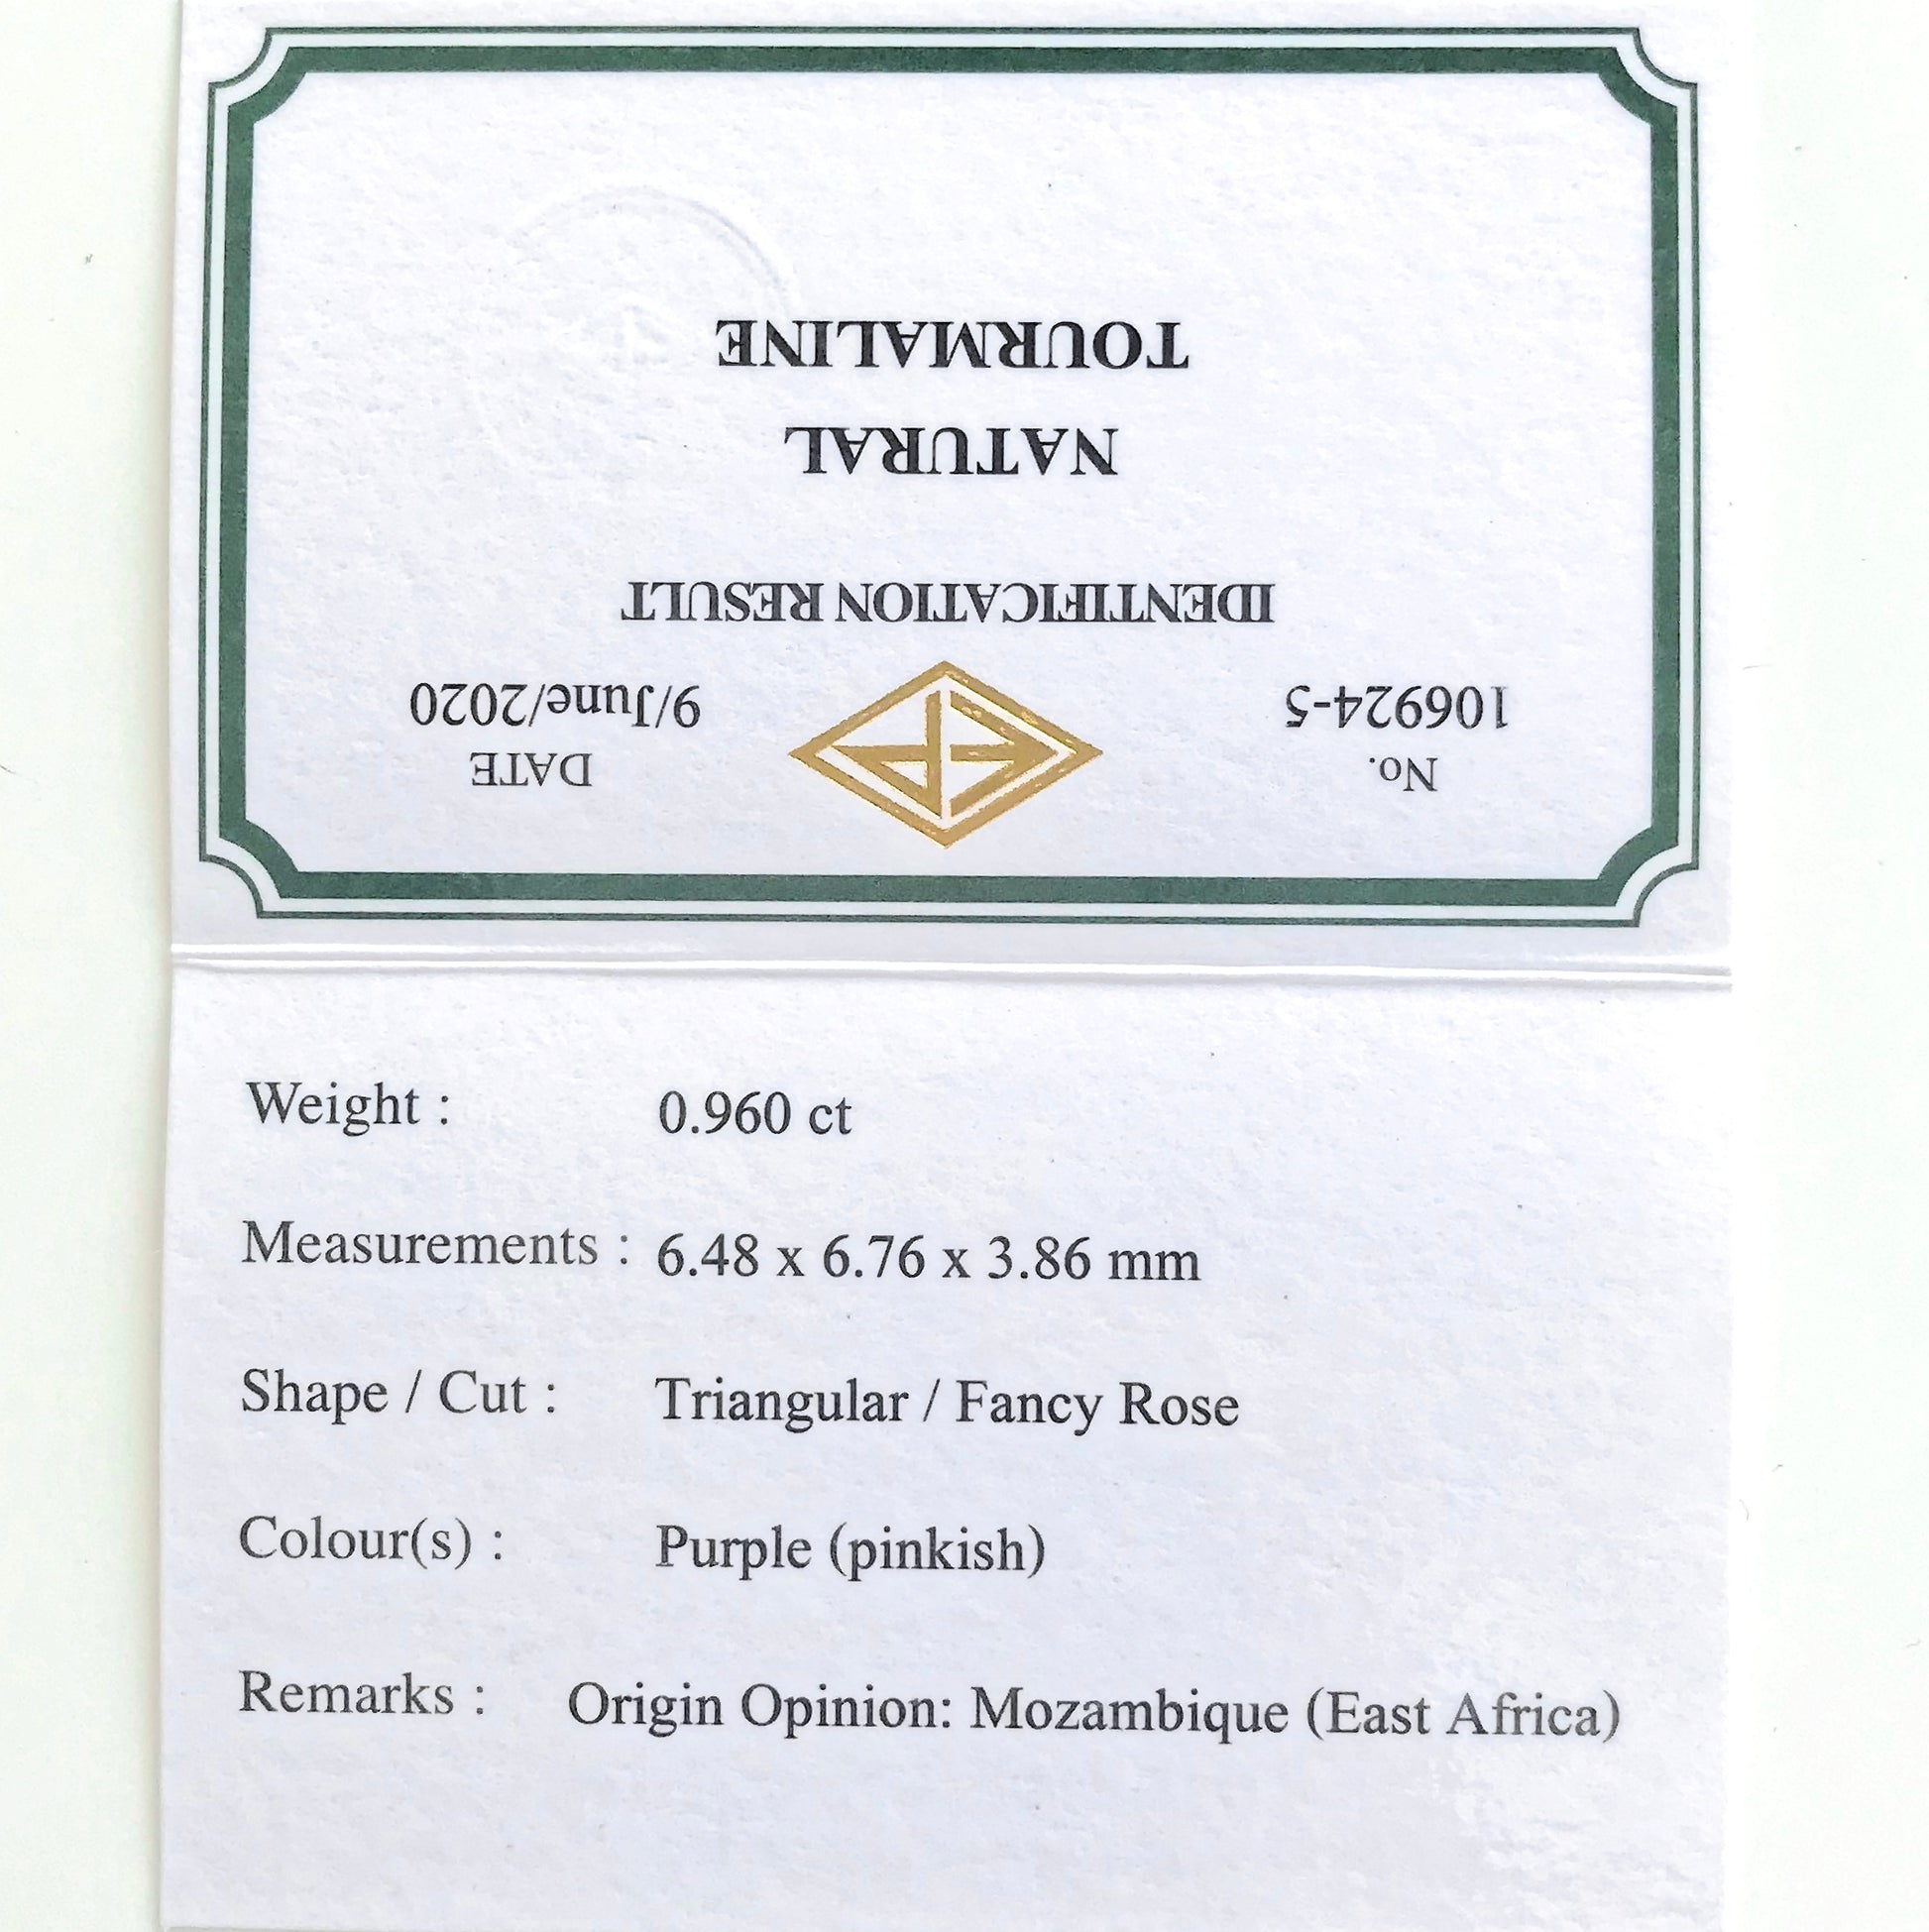 No. DATE
106924-5 9/June/2020
IDENTIFICATION RESULT
NATURAL
TOURMALINE
Weight : 0.960 ct
Measurements : 6.48 x 6.76 x 3.86 mm
Shape / Cut : Triangular / Fancy Rose
Colour(s) : Purple (pinkish)
Remarks : Origin Opinion: Mozambique (East Africa)